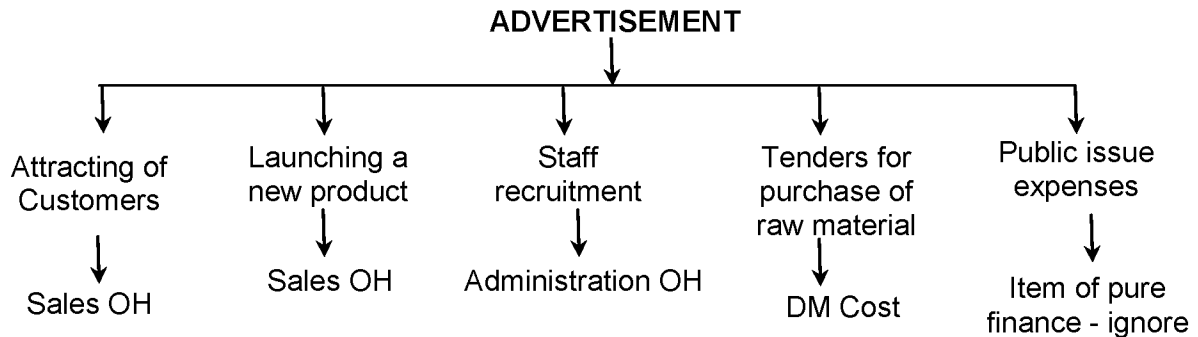 ADVERTISEMENT
Attracting of
Customers
Sales OH
Launching a
new product
Sales OH
Staff
recruitment
Administration OH
Tenders for
purchase of
raw material
DM Cost
Public issue
expenses
Item of pure
finance - ignore